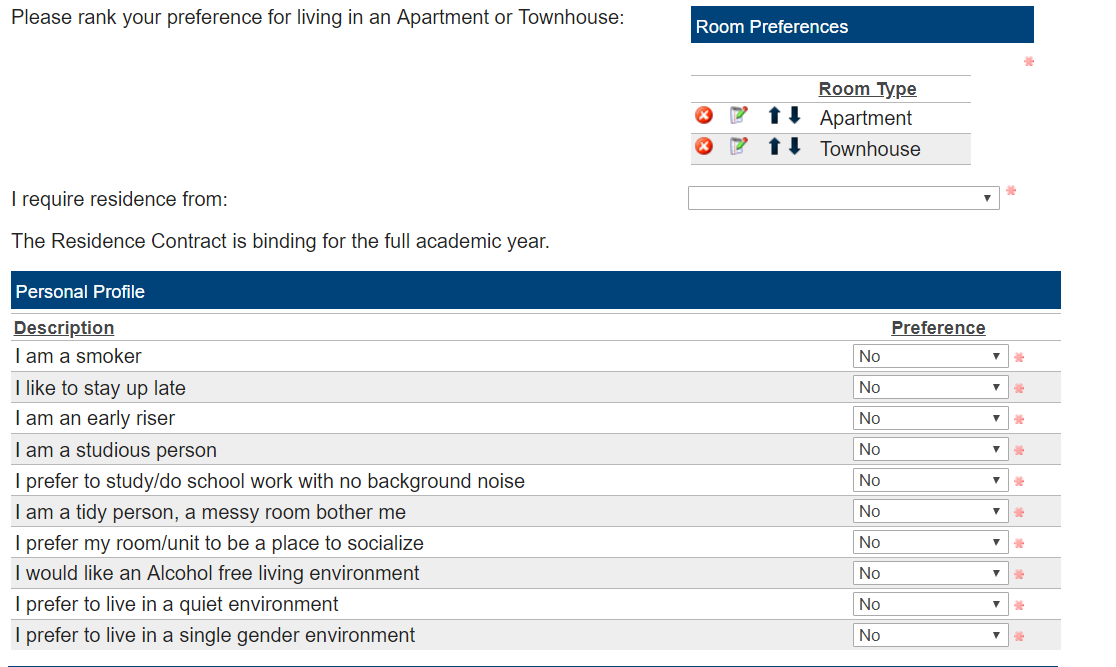 Please rank your preference for living in an Apartment or Townhouse:
Room Preferences
Room Type
Apartment
Townhouse
I require residence from:
The Residence Contract is binding for the full academic year.
Personal Profile
Description Preference
I am a smoker No
I like to stay up late No
I am an early riser No
I am a studious person No
I prefer to study/do school work with no background noise No
I am a tidy person, a messy room bother me No
I prefer my room/unit to be a place to socialize No
I would like an Alcohol free living environment No
I prefer to live in a quiet environment No
I prefer to live in a single gender environment No